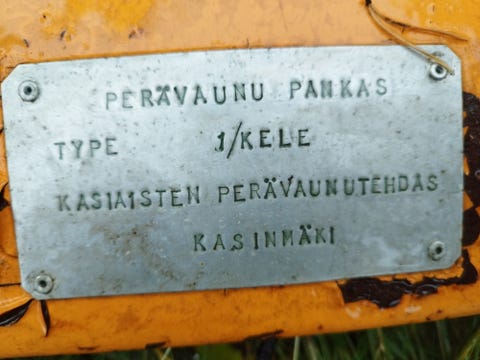 PERÄVAUNU PANKAS
TYPE 1/KELE
KASIAISTEN PERÄVAUNUTEHDAS
KASINMÄKI